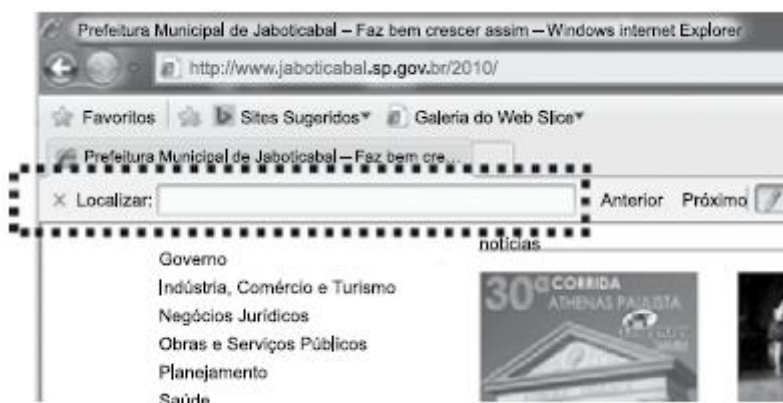 Prefeitura Municipal de Jaboticabal – Faz bem crescer assim – Windows internet Explorer
http://www.jaboticabal.sp.gov.br/2010/
Favoritos Sites Sugeridos Galeria do Web Slice
Prefeitura Municipal de Jaboticabal – Faz bem cre...
× Localizar: Anterior Próximo
notícias
Governo
Indústria, Comércio e Turismo
Negócios Jurídicos
Obras e Serviços Públicos
Planejamento
Saúde
30ª CORRIDA
ATHENAS PAULISTA